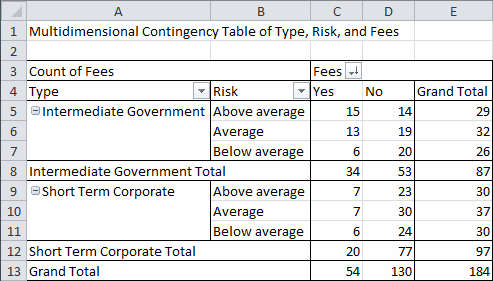 A B C D E
1 Multidimensional Contingency Table of Type, Risk, and Fees
2
3 Count of Fees Fees
4 Type Risk Yes No Grand Total
5 Intermediate Government Above average 15 14 29
6 Average 13 19 32
7 Below average 6 20 26
8 Intermediate Government Total 34 53 87
9 Short Term Corporate Above average 7 23 30
10 Average 7 30 37
11 Below average 6 24 30
12 Short Term Corporate Total 20 77 97
13 Grand Total 54 130 184